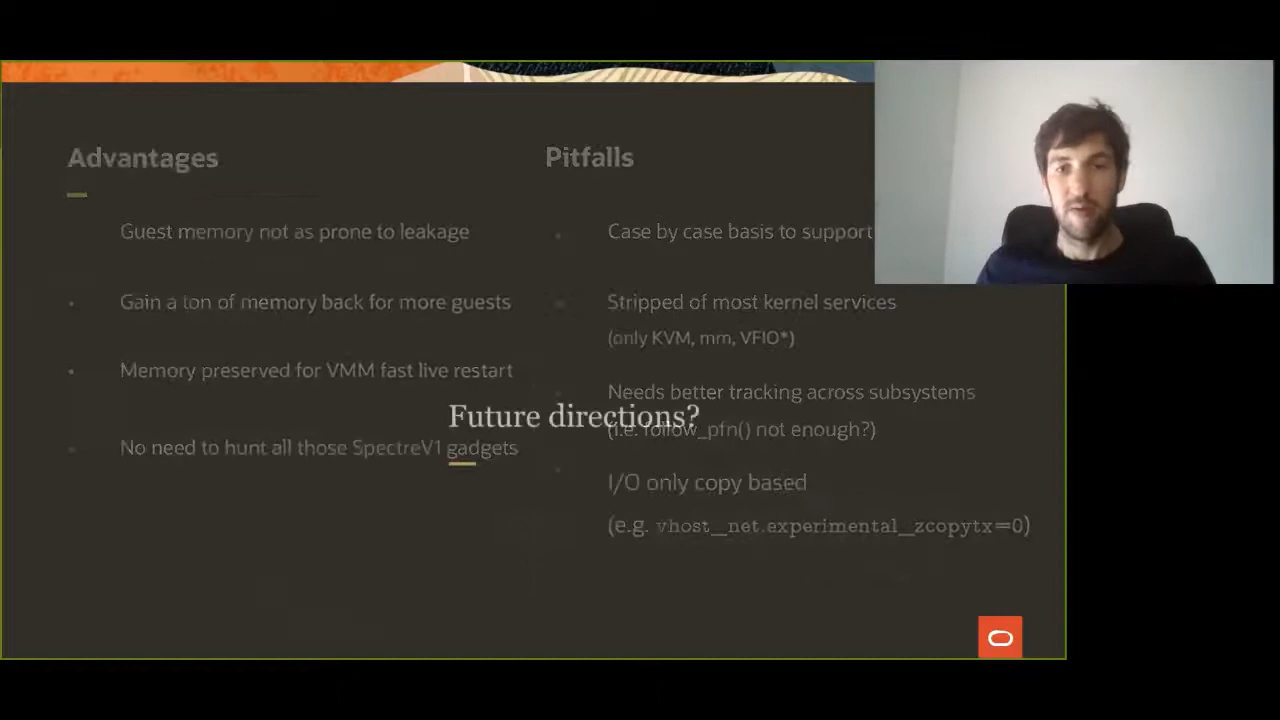 Advantages
Guest memory not as prone to leakage
Gain a ton of memory back for more guests
Memory preserved for VMM fast live restart
No need to hunt all those SpectreV1 gadgets
Pitfalls
Case by case basis to support
Stripped of most kernel services
(only KVM, mm, VFIO*)
Needs better tracking across subsystems
(i.e. follow_pfn() not enough?)
I/O only copy based
(e.g. vhost_net.experimental_zcopytx=0)
Future directions?